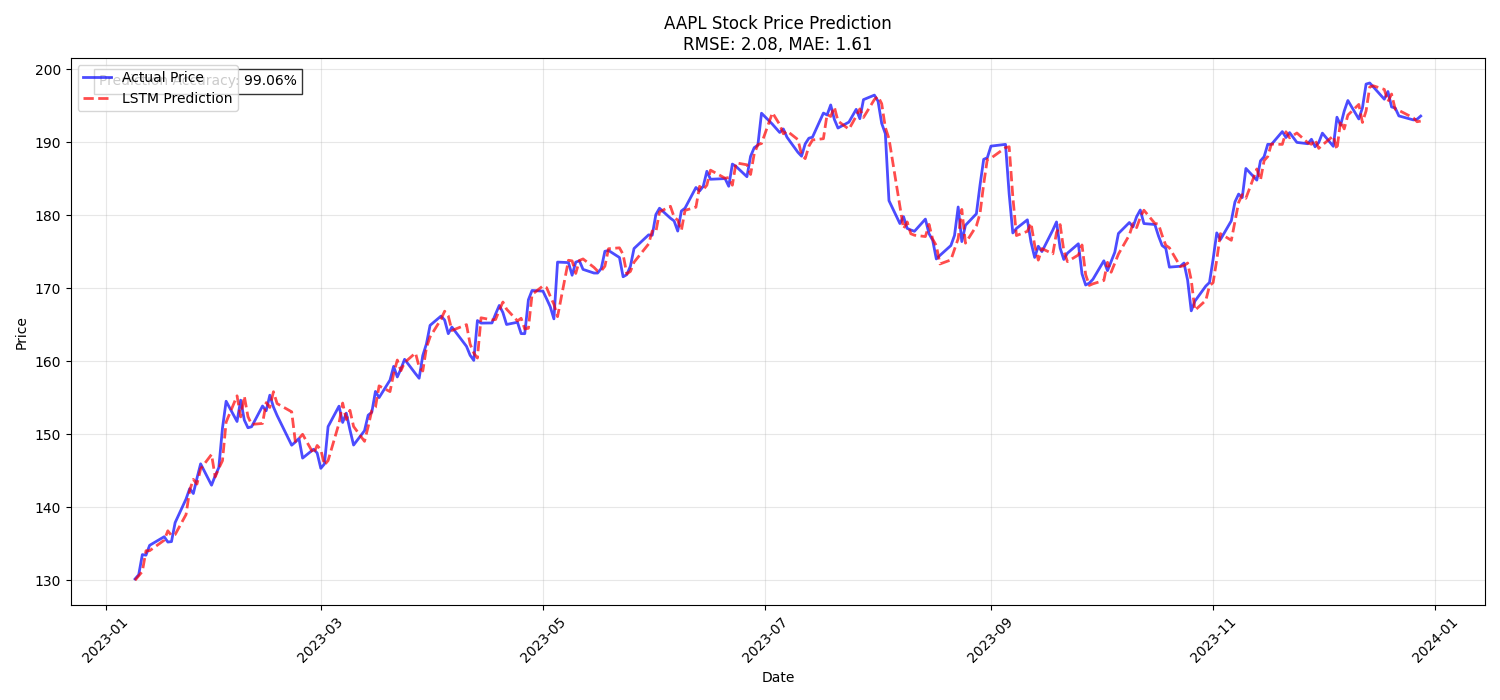 AAPL Stock Price Prediction
RMSE: 2.08, MAE: 1.61
Prediction Accuracy: 99.06%
Actual Price
LSTM Prediction
200
190
180
170
160
150
140
130
Price
2023-01
2023-03
2023-05
2023-07
2023-09
2023-11
2024-01
Date